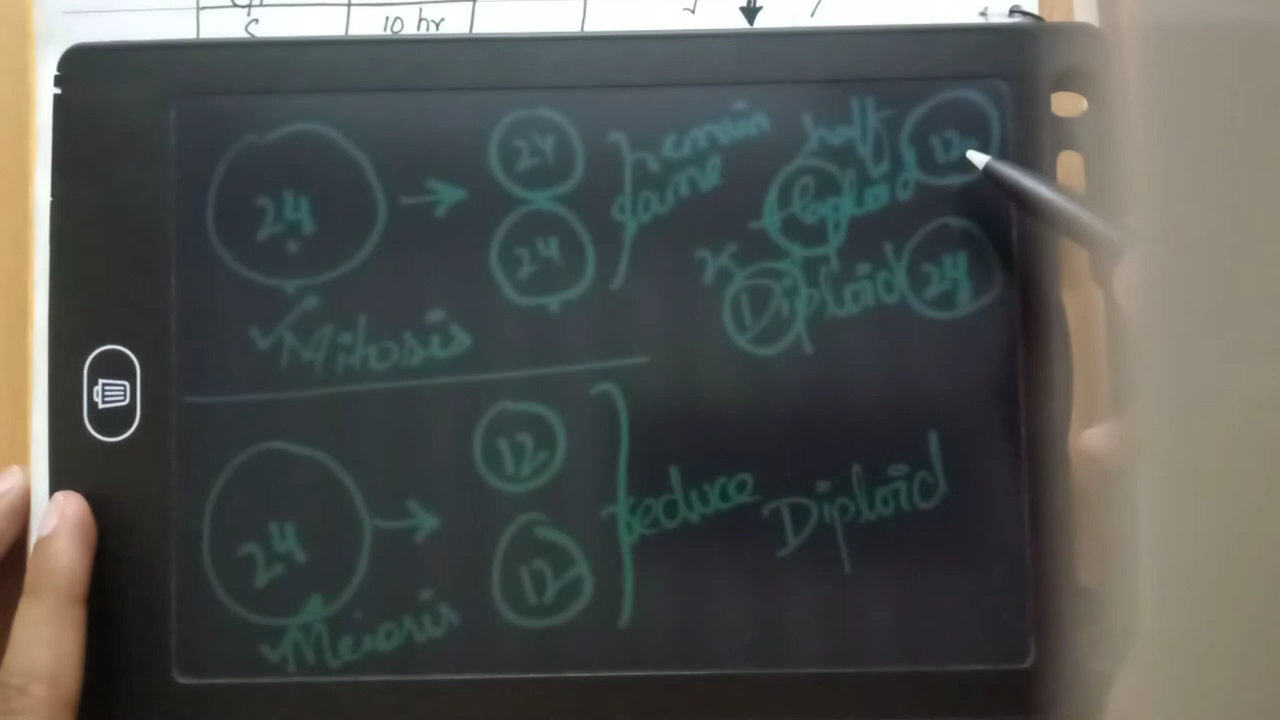 S 10 hr
24 → 24 24 } remain same
half Haploid 12
Diploid 24
Mitosis
24 → 12 12 } reduce Diploid
Meiosis